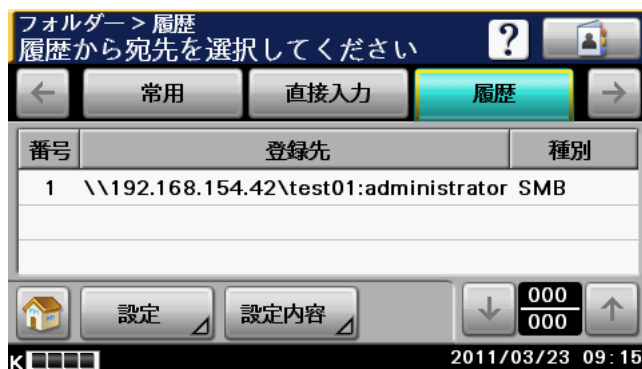 フォルダー > 履歴
履歴から宛先を選択してください
?
← 常用 直接入力 履歴 →
番号 登録先 種別
1 \\192.168.154.42\test01:administrator SMB
設定 設定内容 ↓ 000 ↑
000
K 2011/03/23 09:15